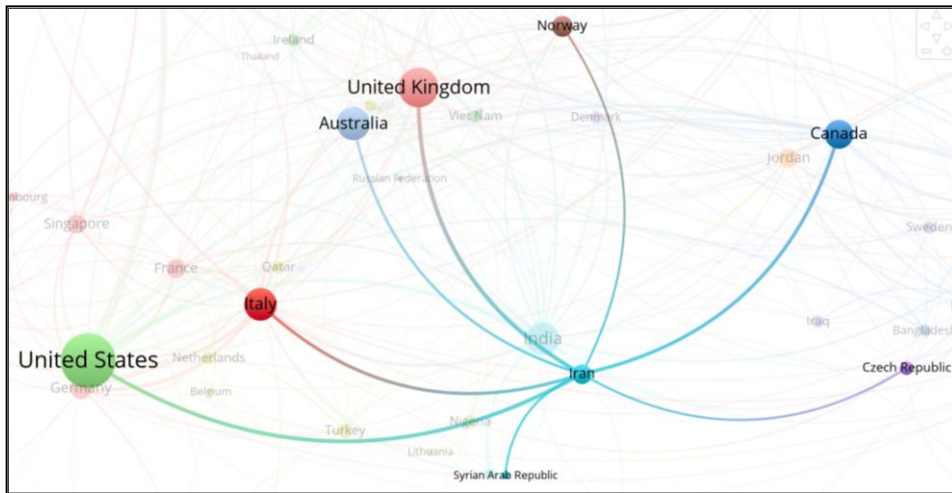 Norway
Ireland
Thailand
United Kingdom
Viet Nam
Denmark
Australia
Canada
Jordan
Russian Federation
mbourg
Singapore
Sweden
France
Qatar
Italy
Iraq
Bangladesh
India
United States
Netherlands
Iran
Czech Republic
Germany
Belgium
Nigeria
Turkey
Lithuania
Syrian Arab Republic